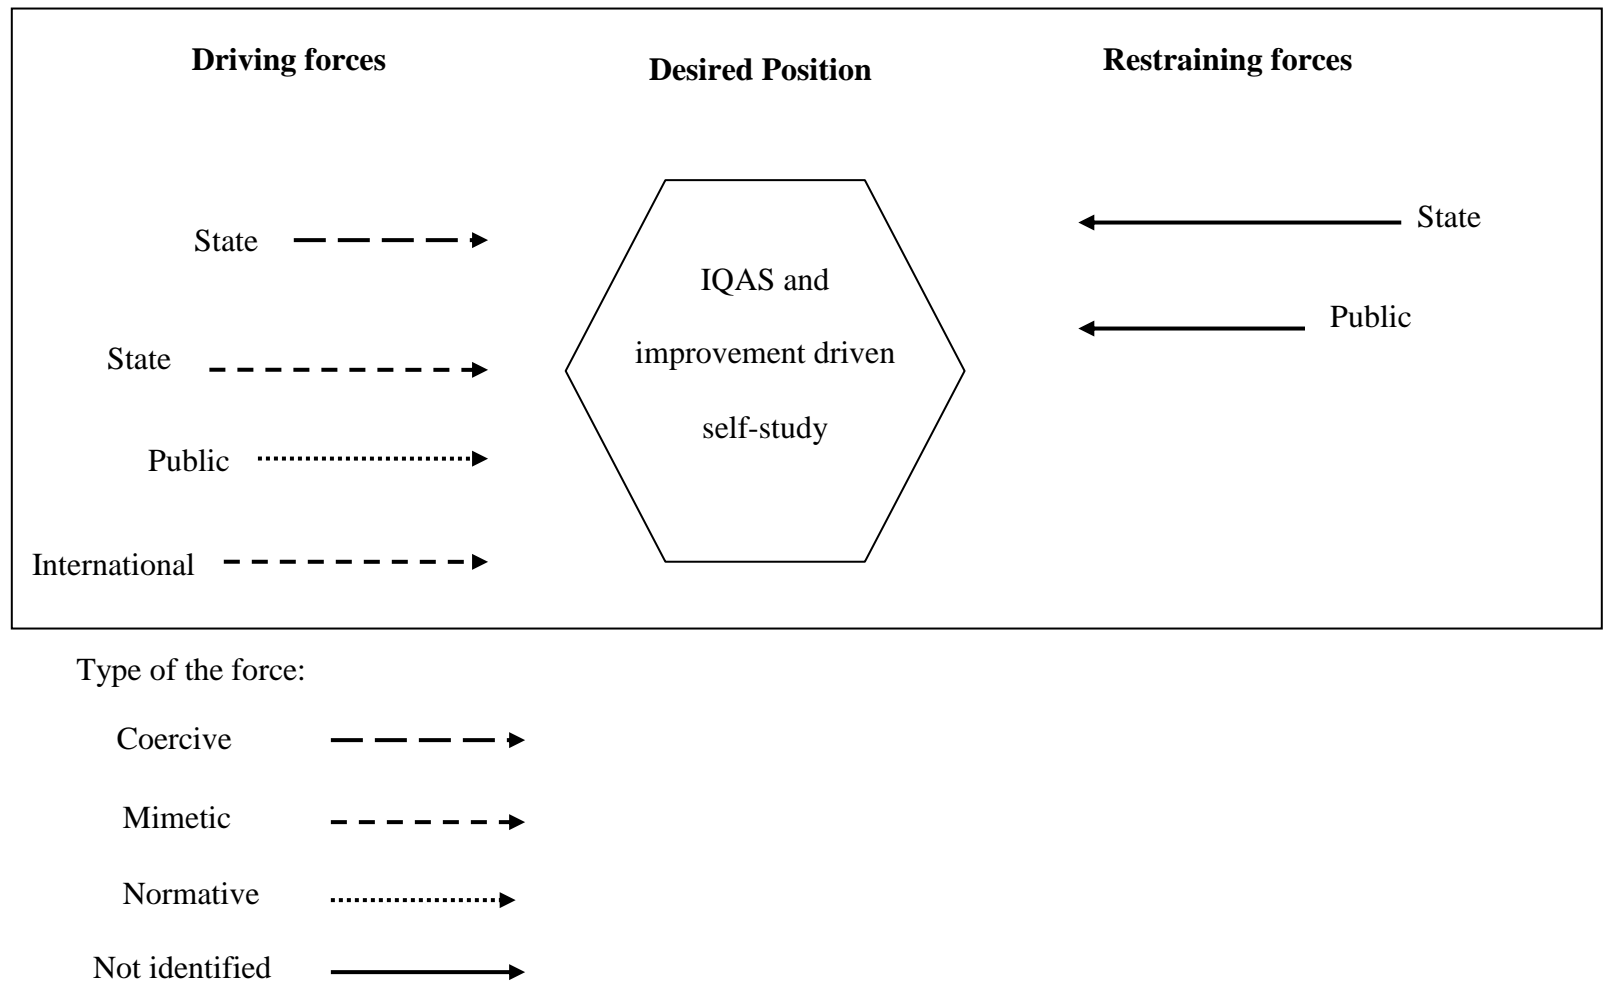 Driving forces
Desired Position
Restraining forces
State
State
Public
International
IQAS and
improvement driven
self-study
State
Public
Type of the force:
Coercive
Mimetic
Normative
Not identified